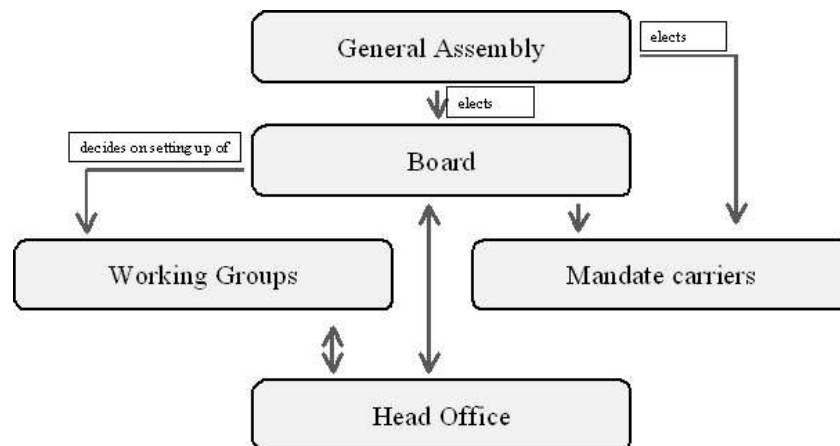 General Assembly
elects
elects
decides on setting up of
Board
Working Groups
Mandate carriers
Head Office